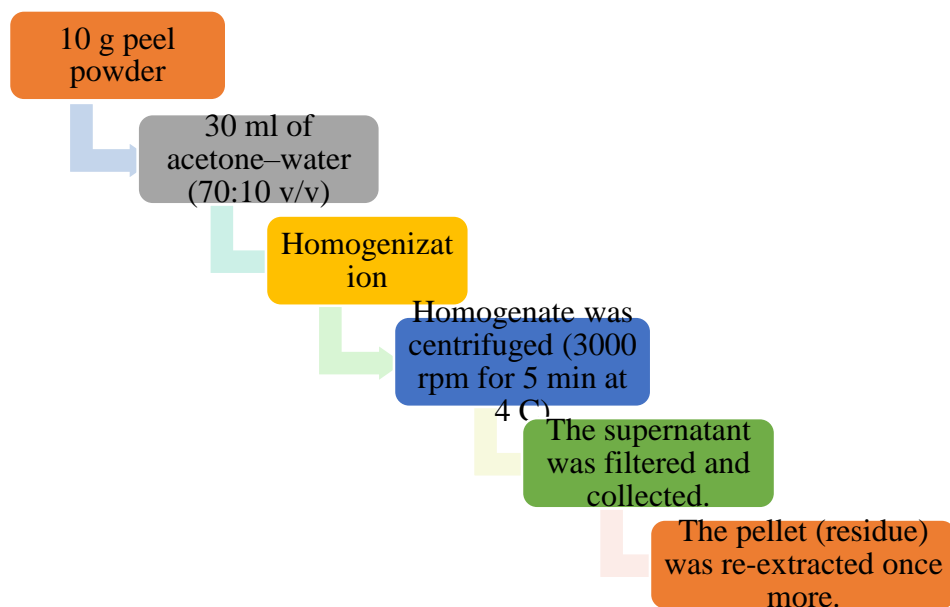 10 g peel
powder
30 ml of
acetone–water
(70:10 v/v)
Homogenizat
ion
Homogenate was
centrifuged (3000
rpm for 5 min at
4 C)
The supernatant
was filtered and
collected.
The pellet (residue)
was re-extracted once
more.